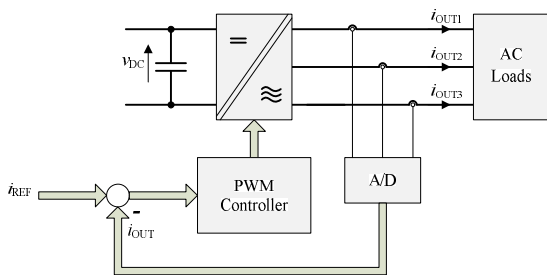 iOUT1
iOUT2
iOUT3
AC
Loads
vDC
=
≋
iREF
-
iOUT
PWM
Controller
A/D